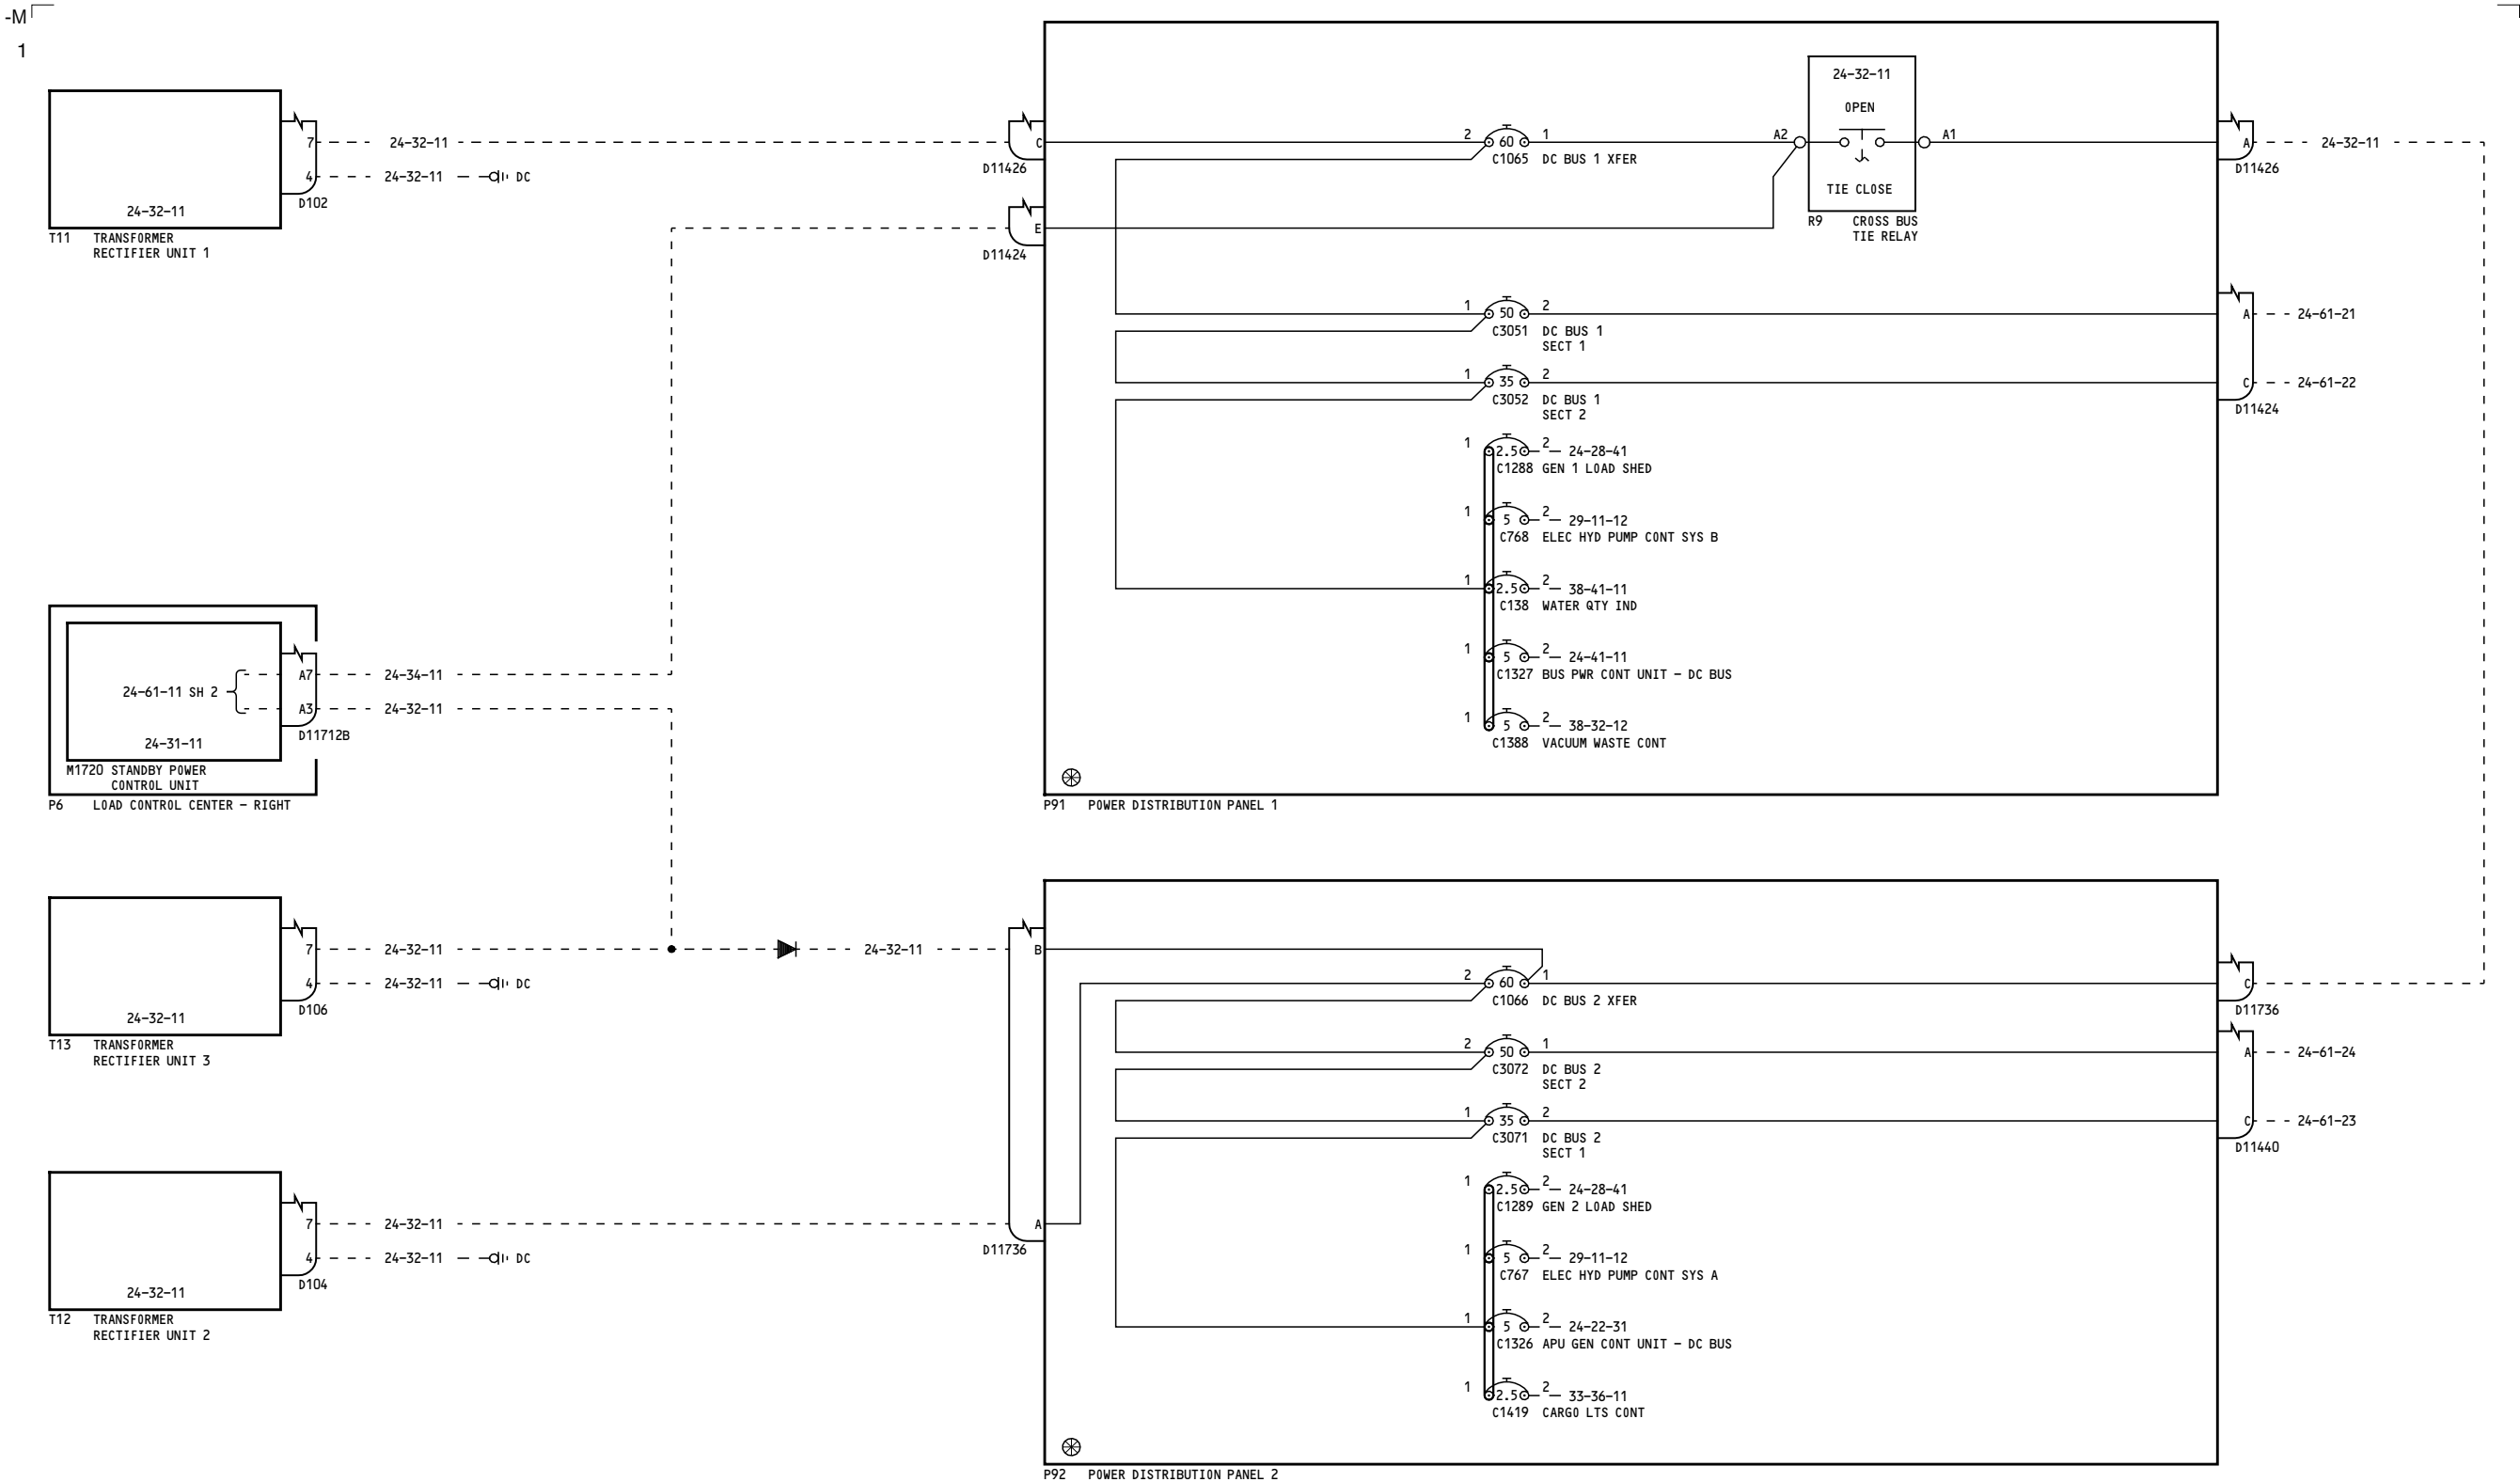 -M
1
7
4
24-32-11
24-32-11
DC
D102
24-32-11
T11 TRANSFORMER
RECTIFIER UNIT 1
A7
A3
24-61-11 SH 2
24-34-11
24-32-11
24-31-11
D11712B
M1720 STANDBY POWER
CONTROL UNIT
P6 LOAD CONTROL CENTER - RIGHT
7
4
24-32-11
24-32-11
24-32-11
DC
D106
24-32-11
T13 TRANSFORMER
RECTIFIER UNIT 3
7
4
24-32-11
24-32-11
DC
D104
24-32-11
T12 TRANSFORMER
RECTIFIER UNIT 2
C
D11426
E
D11424
2 60 1
C1065 DC BUS 1 XFER
A2
24-32-11
OPEN
TIE CLOSE
A1
R9 CROSS BUS
TIE RELAY
A
D11426
24-32-11
1 50 2
C3051 DC BUS 1
SECT 1
A
24-61-21
1 35 2
C3052 DC BUS 1
SECT 2
C
24-61-22
D11424
1 2.5 2 24-28-41
C1288 GEN 1 LOAD SHED
1 5 2 29-11-12
C768 ELEC HYD PUMP CONT SYS B
1 2.5 2 38-41-11
C138 WATER QTY IND
1 5 2 24-41-11
C1327 BUS PWR CONT UNIT - DC BUS
1 5 2 38-32-12
C1388 VACUUM WASTE CONT
P91 POWER DISTRIBUTION PANEL 1
B
A
D11736
2 60 1
C1066 DC BUS 2 XFER
C
D11736
2 50 1
C3072 DC BUS 2
SECT 2
A
24-61-24
1 35 2
C3071 DC BUS 2
SECT 1
C
24-61-23
D11440
1 2.5 2 24-28-41
C1289 GEN 2 LOAD SHED
1 5 2 29-11-12
C767 ELEC HYD PUMP CONT SYS A
1 5 2 24-22-31
C1326 APU GEN CONT UNIT - DC BUS
1 2.5 2 33-36-11
C1419 CARGO LTS CONT
P92 POWER DISTRIBUTION PANEL 2